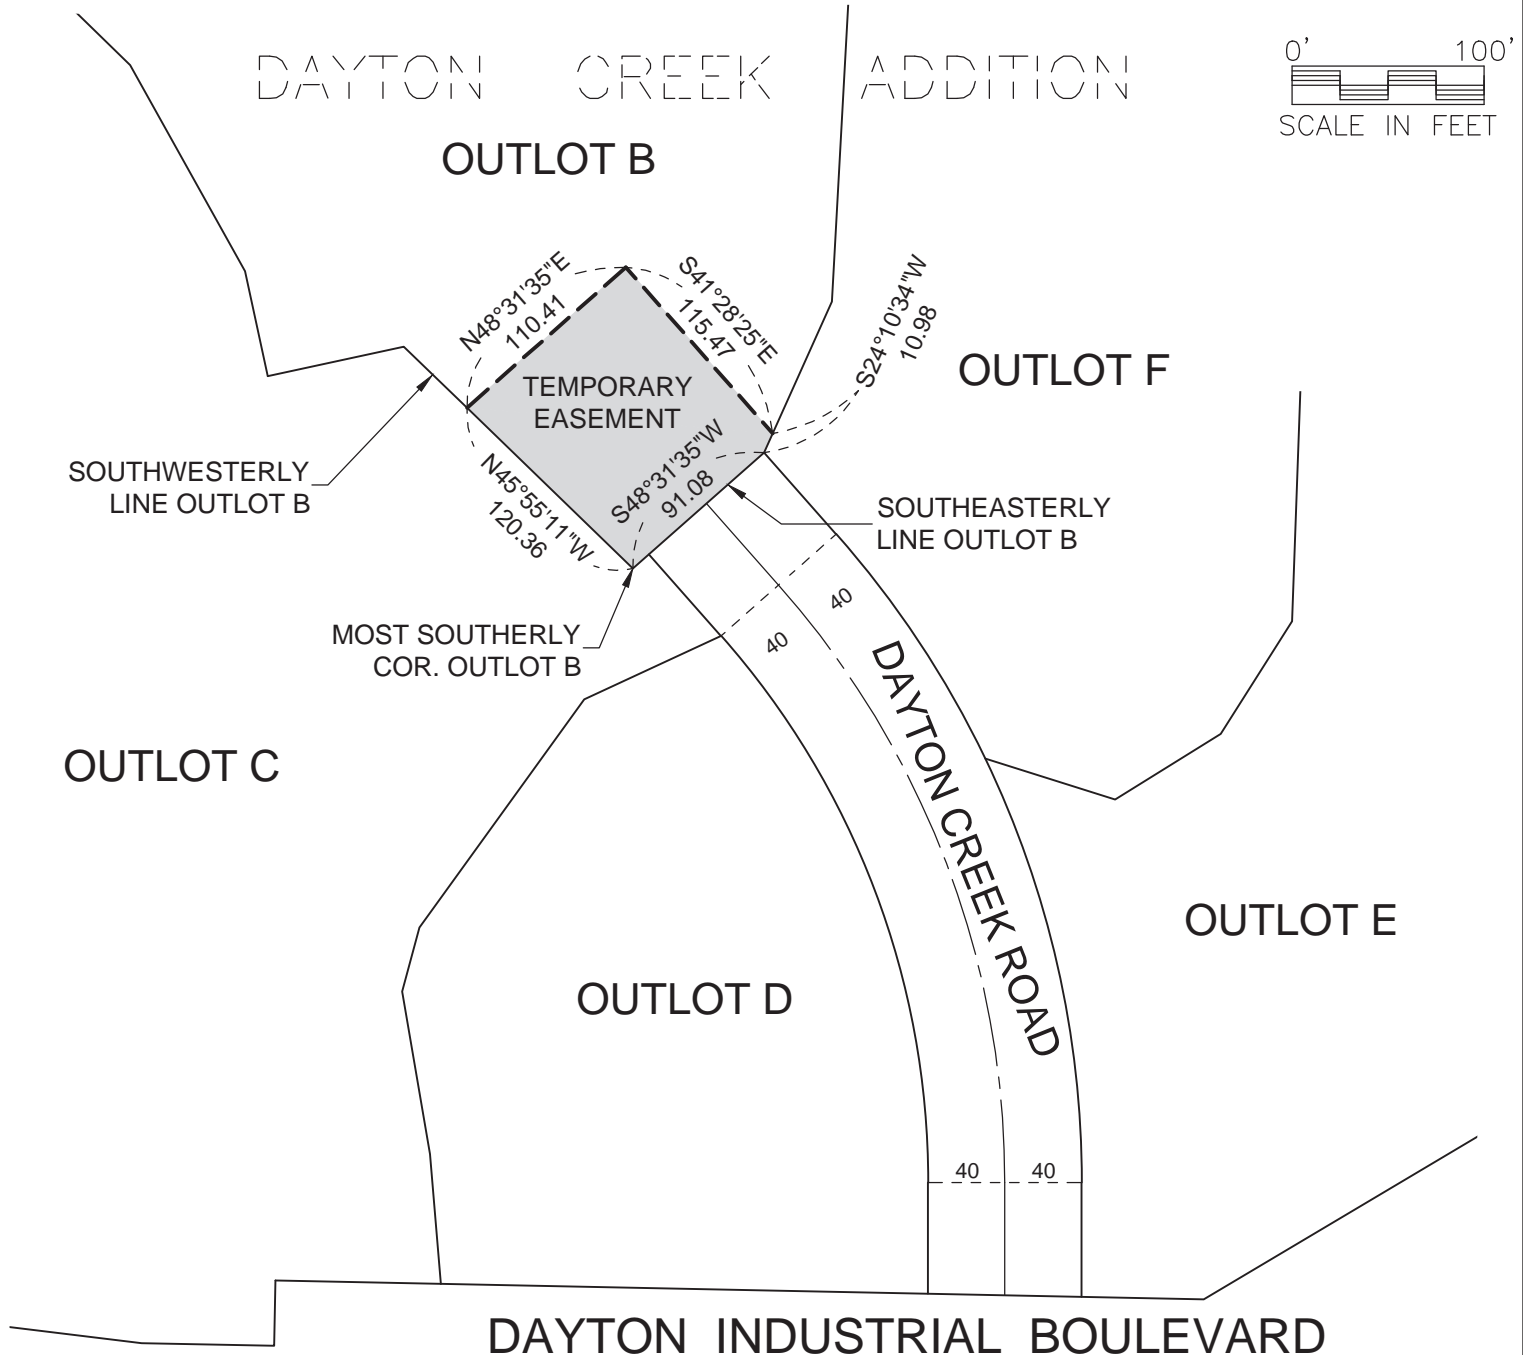 DAYTON CREEK ADDITION
0' 100'
SCALE IN FEET
OUTLOT B
N48°31'35"E
110.41
S41°28'25"E
115.47
S24°10'34"W
10.98
OUTLOT F
TEMPORARY
EASEMENT
SOUTHWESTERLY
LINE OUTLOT B
N45°55'11"W
120.36
S48°31'35"W
91.08
SOUTHEASTERLY
LINE OUTLOT B
MOST SOUTHERLY
COR. OUTLOT B
40
40
DAYTON CREEK ROAD
OUTLOT C
OUTLOT E
OUTLOT D
40 40
DAYTON INDUSTRIAL BOULEVARD